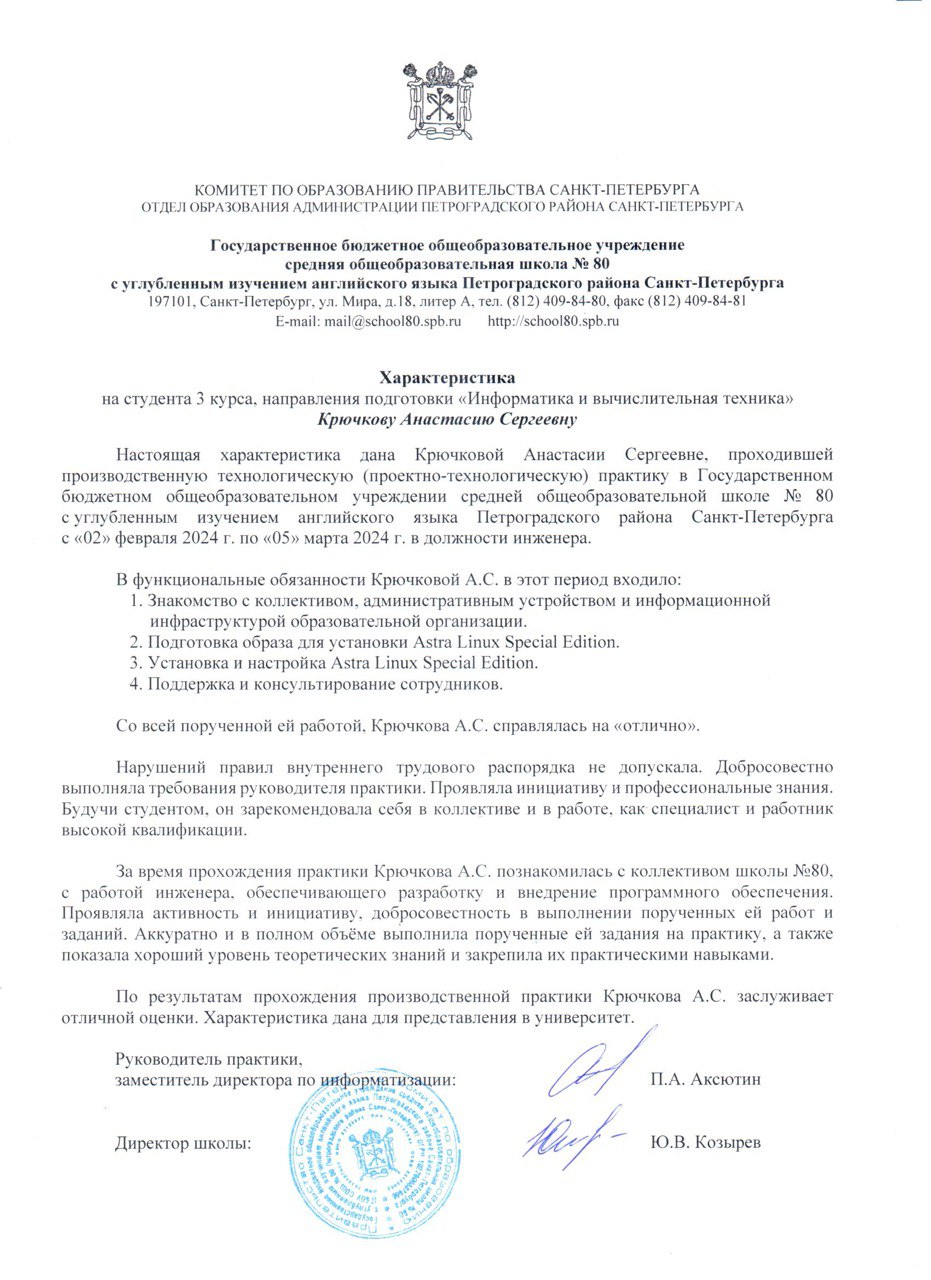 КОМИТЕТ ПО ОБРАЗОВАНИЮ ПРАВИТЕЛЬСТВА САНКТ-ПЕТЕРБУРГА
ОТДЕЛ ОБРАЗОВАНИЯ АДМИНИСТРАЦИИ ПЕТРОГРАДСКОГО РАЙОНА САНКТ-ПЕТЕРБУРГА
Государственное бюджетное общеобразовательное учреждение
средняя общеобразовательная школа № 80
с углубленным изучением английского языка Петроградского района Санкт-Петербурга
197101, Санкт-Петербург, ул. Мира, д.18, литер А, тел. (812) 409-84-80, факс (812) 409-84-81
E-mail: mail@school80.spb.ru http://school80.spb.ru
Характеристика
на студента 3 курса, направления подготовки «Информатика и вычислительная техника»
Крючкову Анастасию Сергеевну
Настоящая характеристика дана Крючковой Анастасии Сергеевне, проходившей
производственную технологическую (проектно-технологическую) практику в Государственном
бюджетном общеобразовательном учреждении средней общеобразовательной школе № 80
с углубленным изучением английского языка Петроградского района Санкт-Петербурга
с «02» февраля 2024 г. по «05» марта 2024 г. в должности инженера.
В функциональные обязанности Крючковой А.С. в этот период входило:
1. Знакомство с коллективом, административным устройством и информационной
инфраструктурой образовательной организации.
2. Подготовка образа для установки Astra Linux Special Edition.
3. Установка и настройка Astra Linux Special Edition.
4. Поддержка и консультирование сотрудников.
Со всей порученной ей работой, Крючкова А.С. справлялась на «отлично».
Нарушений правил внутреннего трудового распорядка не допускала. Добросовестно
выполняла требования руководителя практики. Проявляла инициативу и профессиональные знания.
Будучи студентом, он зарекомендовала себя в коллективе и в работе, как специалист и работник
высокой квалификации.
За время прохождения практики Крючкова А.С. познакомилась с коллективом школы №80,
с работой инженера, обеспечивающего разработку и внедрение программного обеспечения.
Проявляла активность и инициативу, добросовестность в выполнении порученных ей работ и
заданий. Аккуратно и в полном объёме выполнила порученные ей задания на практику, а также
показала хороший уровень теоретических знаний и закрепила их практическими навыками.
По результатам прохождения производственной практики Крючкова А.С. заслуживает
отличной оценки. Характеристика дана для представления в университет.
Руководитель практики,
заместитель директора по информатизации: П.А. Аксютин
Директор школы: Ю.В. Козырев